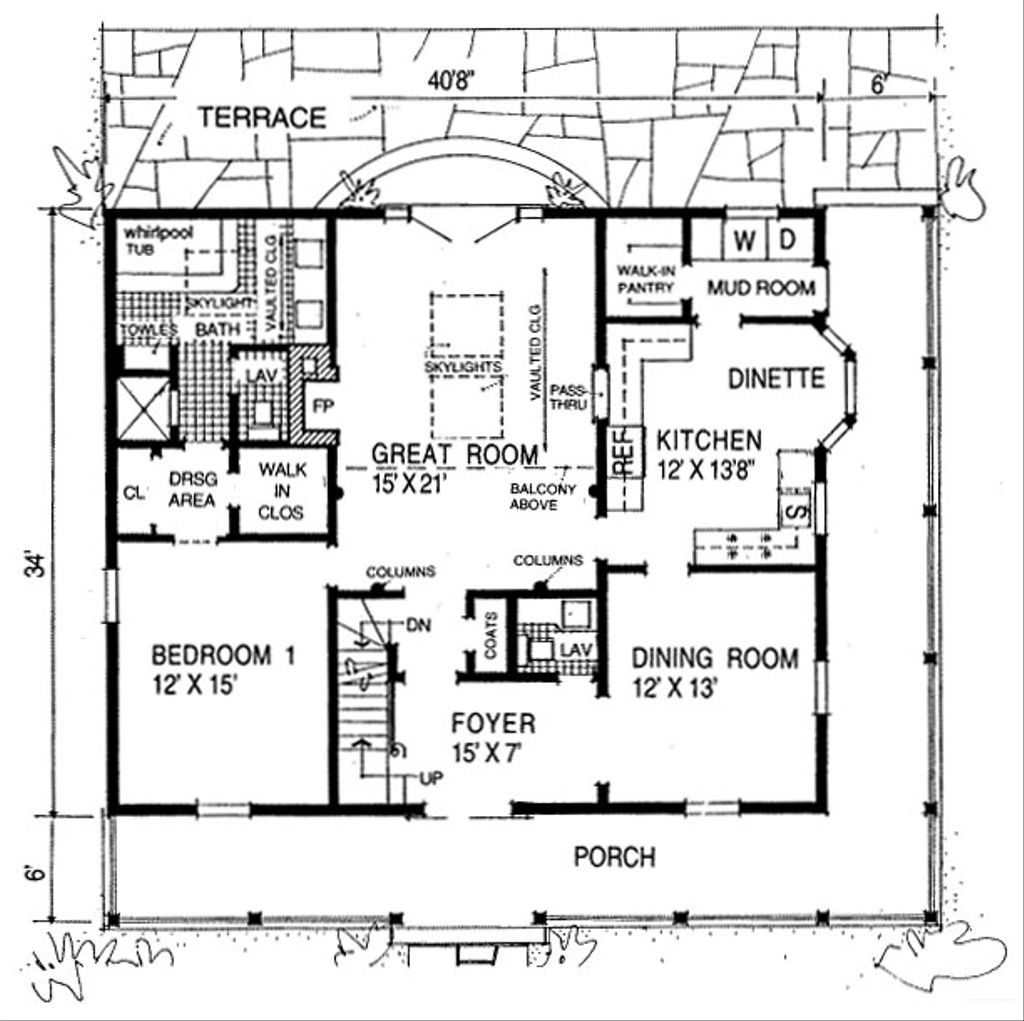 40'8"
6'
TERRACE
whirlpool
TUB
VAULTED CLG
SKYLIGHT
TOWLES
BATH
LAV
FP
SKYLIGHTS
VAULTED CLG
PASS-
THRU
WALK-IN
PANTRY
W
D
MUD ROOM
DINETTE
REF
KITCHEN
12' X 13'8"
S
GREAT ROOM
15' X 21'
BALCONY
ABOVE
CL
DRSG
AREA
WALK
IN
CLOS
34'
COLUMNS
COLUMNS
DN
COATS
LAV
BEDROOM 1
12' X 15'
DINING ROOM
12' X 13'
FOYER
15' X 7'
UP
PORCH
6'